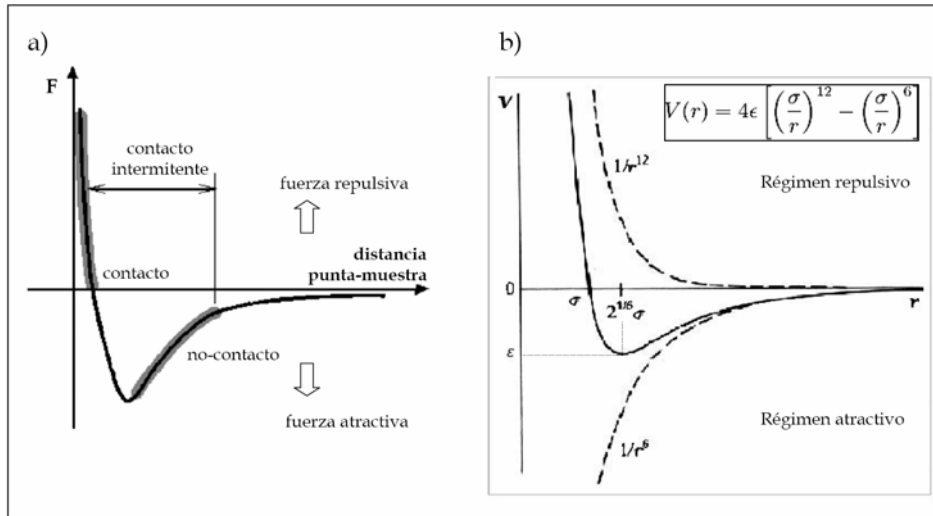 a)
F
contacto
intermitente
fuerza repulsiva
distancia
punta-muestra
contacto
no-contacto
fuerza atractiva
b)
V
V(r) = 4ϵ [(σ/r)^12 − (σ/r)^6]
1/r^12
Régimen repulsivo
0
σ
2^1/6 σ
r
ε
1/r^6
Régimen atractivo